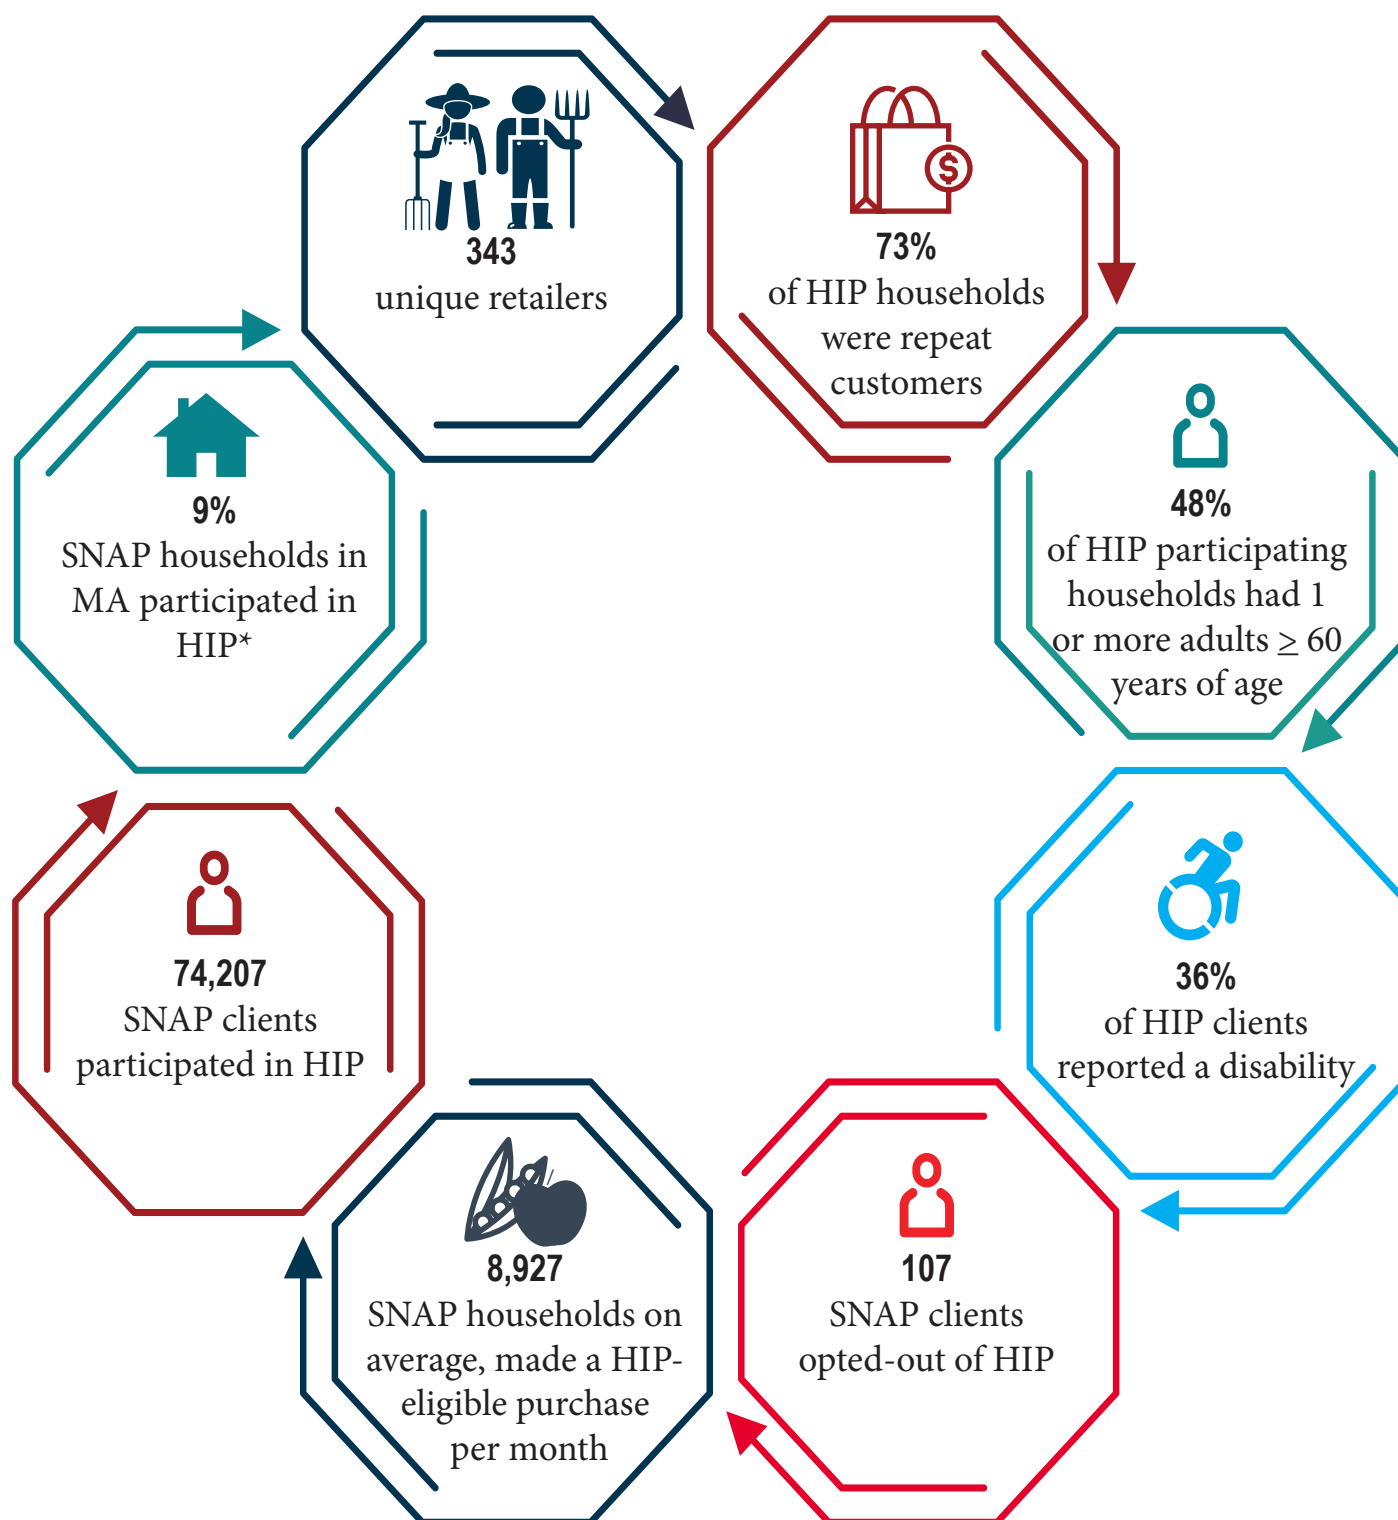 343
unique retailers
73%
of HIP households
were repeat
customers
48%
of HIP participating
households had 1
or more adults ≥ 60
years of age
36%
of HIP clients
reported a disability
107
SNAP clients
opted-out of HIP
8,927
SNAP households on
average, made a HIP-
eligible purchase
per month
74,207
SNAP clients
participated in HIP
9%
SNAP households in
MA participated in
HIP*